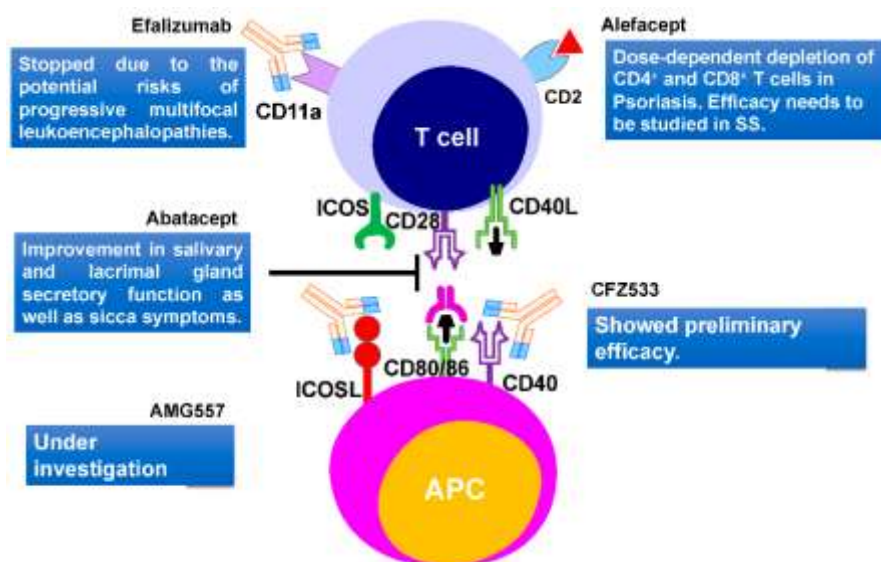 Efalizumab
Stopped due to the
potential risks of
progressive multifocal
leukoencephalopathies.
CD11a
T cell
Alefacept
Dose-dependent depletion of
CD4⁺ and CD8⁺ T cells in
Psoriasis. Efficacy needs to
be studied in SS.
CD2
ICOS
CD28
CD40L
Abatacept
Improvement in salivary
and lacrimal gland
secretory function as
well as sicca symptoms.
CFZ533
Showed preliminary
efficacy.
CD80/86
ICOSL
CD40
AMG557
Under
investigation
APC